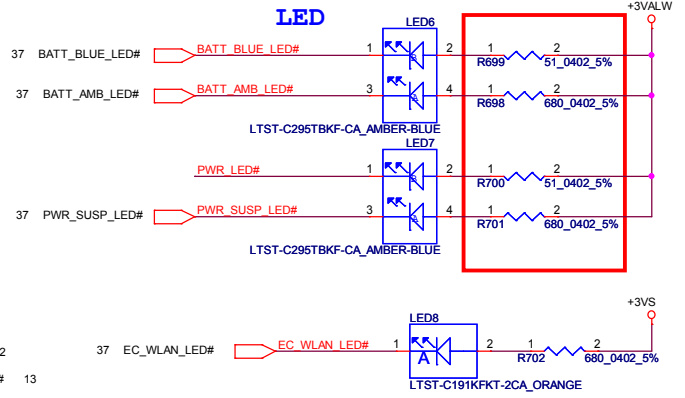 LED
+3VALW
LED6
37 BATT_BLUE_LED# BATT_BLUE_LED# 1 B 2 1 2
R699 51_0402_5%
37 BATT_AMB_LED# BATT_AMB_LED# 3 A 4 1 2
R698 680_0402_5%
LTST-C295TBKF-CA_AMBER-BLUE
LED7
PWR_LED# 1 B 2 1 2
R700 51_0402_5%
37 PWR_SUSP_LED# PWR_SUSP_LED# 3 A 4 1 2
R701 680_0402_5%
LTST-C295TBKF-CA_AMBER-BLUE
+3VS
LED8
2 37 EC_WLAN_LED# EC_WLAN_LED# 1 A 2 1 2
R702 680_0402_5%
# 13
LTST-C191KFKT-2CA_ORANGE